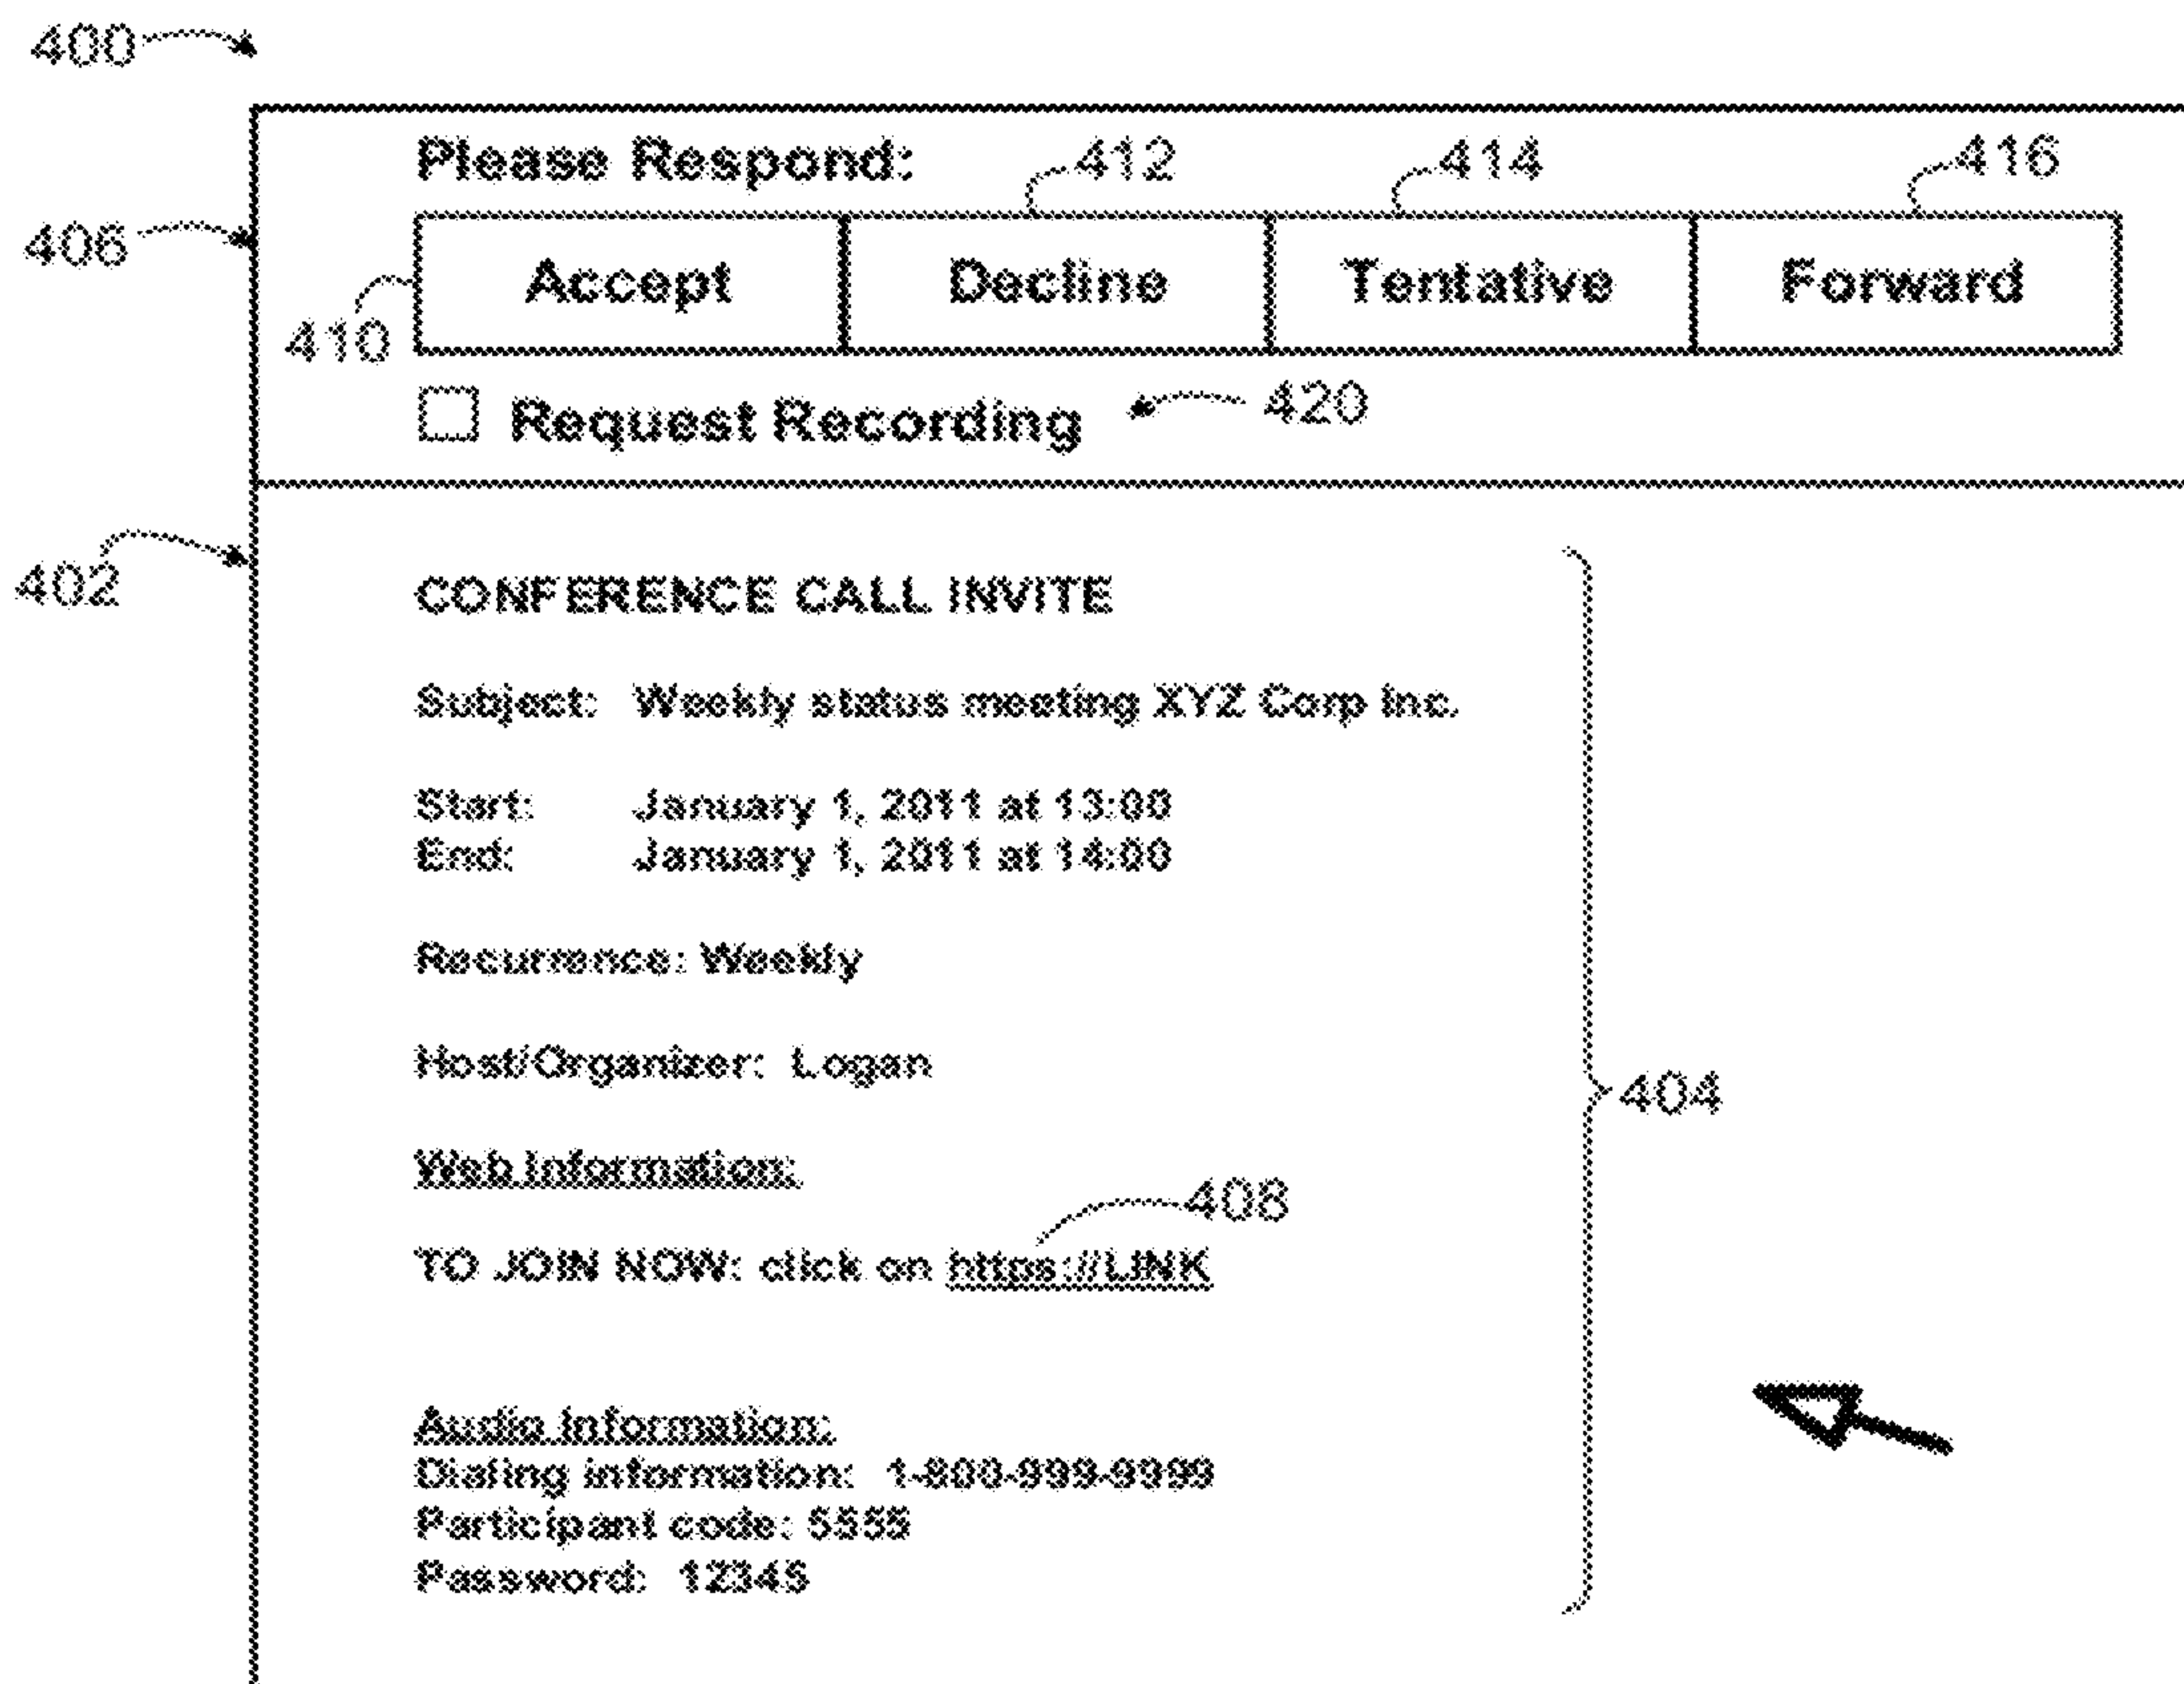 400
Please Respond:
412
414
416
406
Accept
Decline
Tentative
Forward
410
Request Recording
420
402
CONFERENCE CALL INVITE
Subject: Weekly status meeting XYZ Corp Inc.
Start: January 1, 2011 at 13:00
End: January 1, 2011 at 14:00
Recurrence: Weekly
Host/Organizer: Logan
404
Web Information:
408
TO JOIN NOW: click on https://LINK
Audio Information:
Dialing information: 1-800-999-9999
Participant code: 5555
Password: 12345